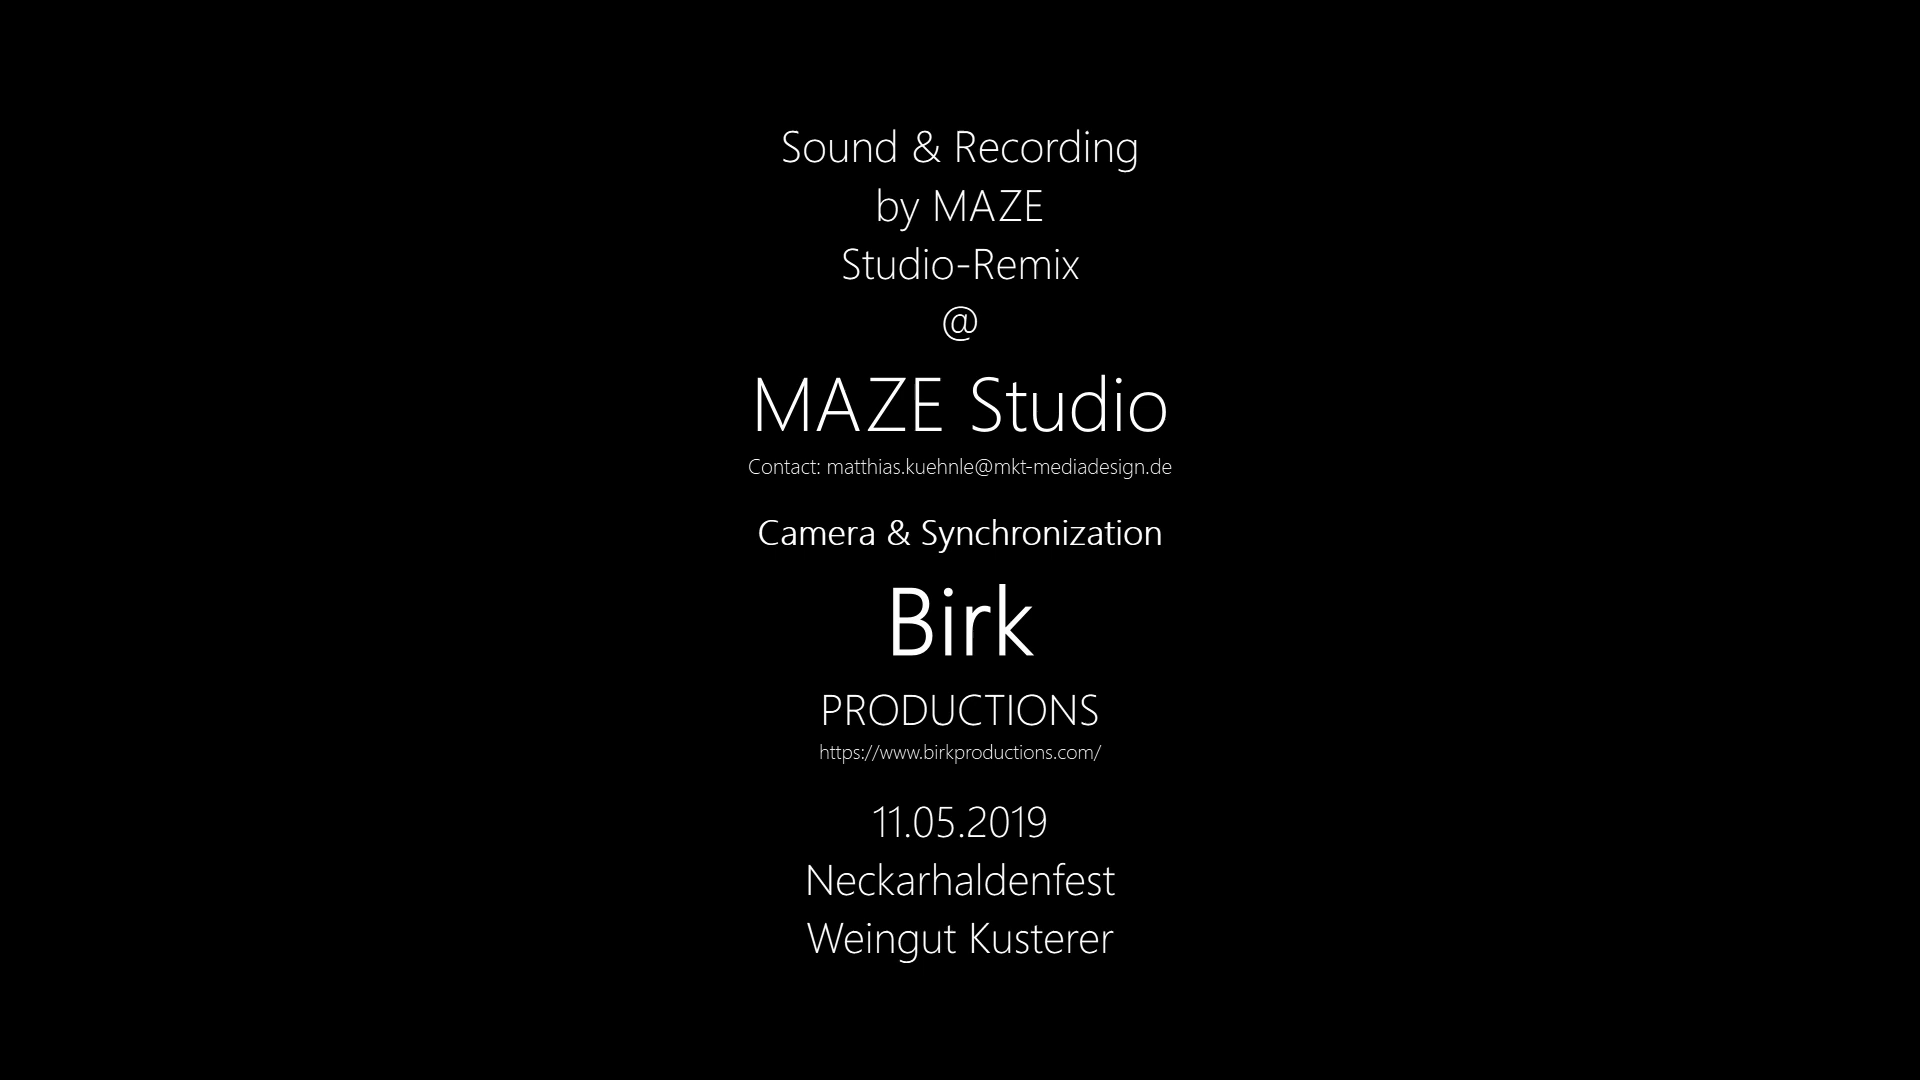 Sound & Recording
by MAZE
Studio-Remix
@
MAZE Studio
Contact: matthias.kuehnle@mkt-mediadesign.de
Camera & Synchronization
Birk
PRODUCTIONS
https://www.birkproductions.com/
11.05.2019
Neckarhaldenfest
Weingut Kusterer